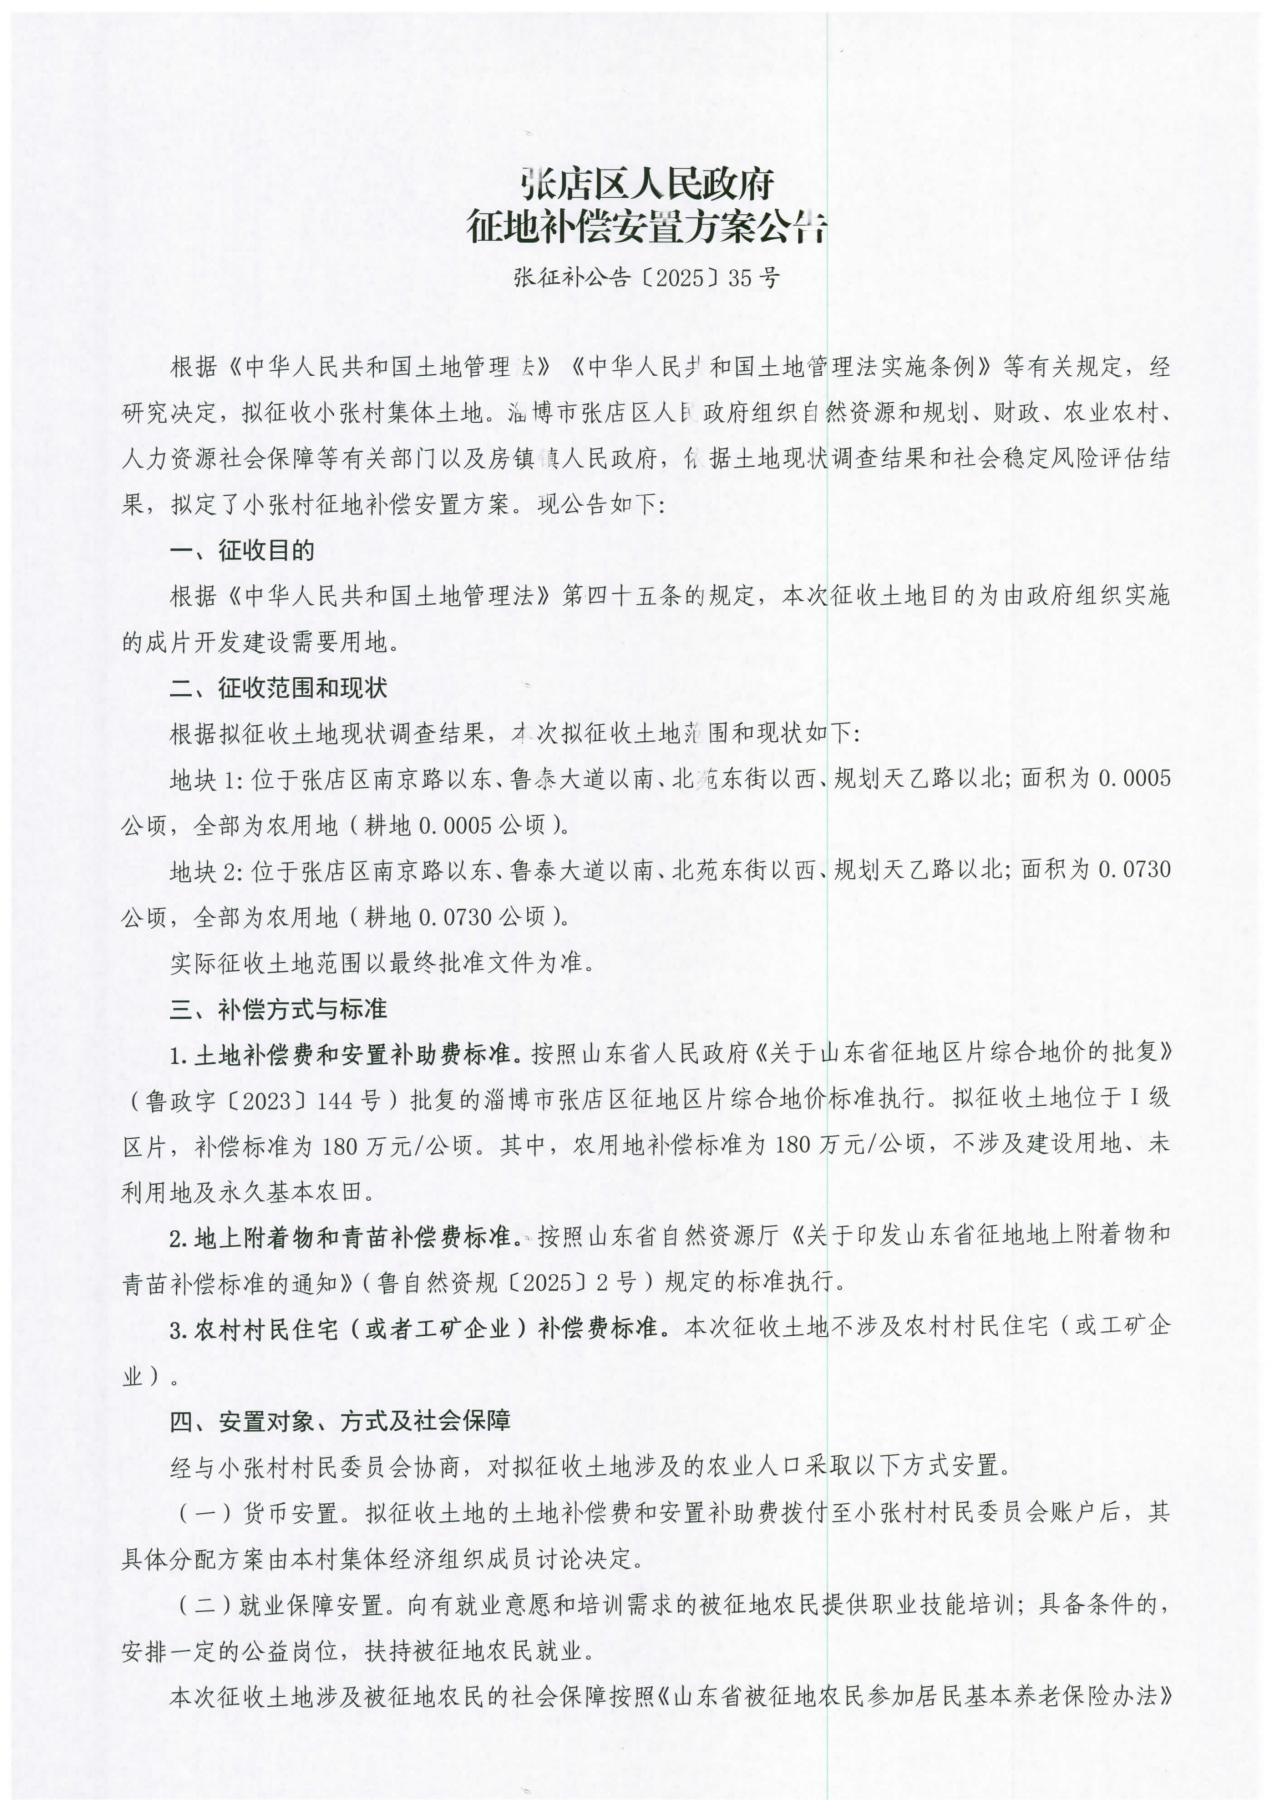 张店区人民政府
征地补偿安置方案公告
张征补公告〔2025〕35号
根据《中华人民共和国土地管理法》《中华人民共和国土地管理法实施条例》等有关规定，经
研究决定，拟征收小张村集体土地。淄博市张店区人民政府组织自然资源和规划、财政、农业农村、
人力资源社会保障等有关部门以及房镇镇人民政府，依据土地现状调查结果和社会稳定风险评估结
果，拟定了小张村征地补偿安置方案。现公告如下：
一、征收目的
根据《中华人民共和国土地管理法》第四十五条的规定，本次征收土地目的为由政府组织实施
的成片开发建设需要用地。
二、征收范围和现状
根据拟征收土地现状调查结果，本次拟征收土地范围和现状如下：
地块1：位于张店区南京路以东、鲁泰大道以南、北苑东街以西、规划天乙路以北；面积为0.0005
公顷，全部为农用地（耕地0.0005公顷）。
地块2：位于张店区南京路以东、鲁泰大道以南、北苑东街以西、规划天乙路以北；面积为0.0730
公顷，全部为农用地（耕地0.0730公顷）。
实际征收土地范围以最终批准文件为准。
三、补偿方式与标准
1.土地补偿费和安置补助费标准。按照山东省人民政府《关于山东省征地区片综合地价的批复》
（鲁政字〔2023〕144号）批复的淄博市张店区征地区片综合地价标准执行。拟征收土地位于Ⅰ级
区片，补偿标准为180万元/公顷。其中，农用地补偿标准为180万元/公顷，不涉及建设用地、未
利用地及永久基本农田。
2.地上附着物和青苗补偿费标准。按照山东省自然资源厅《关于印发山东省征地地上附着物和
青苗补偿标准的通知》（鲁自然资规〔2025〕2号）规定的标准执行。
3.农村村民住宅（或者工矿企业）补偿费标准。本次征收土地不涉及农村村民住宅（或工矿企
业）。
四、安置对象、方式及社会保障
经与小张村村民委员会协商，对拟征收土地涉及的农业人口采取以下方式安置。
（一）货币安置。拟征收土地的土地补偿费和安置补助费拨付至小张村村民委员会账户后，其
具体分配方案由本村集体经济组织成员讨论决定。
（二）就业保障安置。向有就业意愿和培训需求的被征地农民提供职业技能培训；具备条件的，
安排一定的公益岗位，扶持被征地农民就业。
本次征收土地涉及被征地农民的社会保障按照《山东省被征地农民参加居民基本养老保险办法》